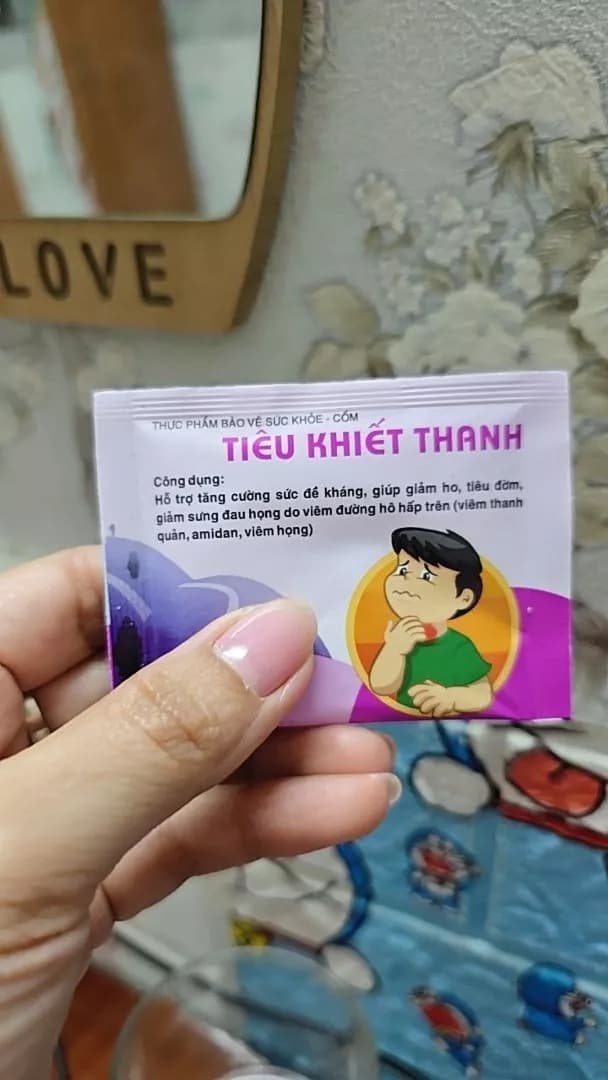 LOVE
THỰC PHẨM BẢO VỆ SỨC KHỎE - CỐM
TIÊU KHIẾT THANH
Công dụng:
Hỗ trợ tăng cường sức đề kháng, giúp giảm ho, tiêu đờm,
giảm sưng đau họng do viêm đường hô hấp trên (viêm thanh
quản, amidan, viêm họng)